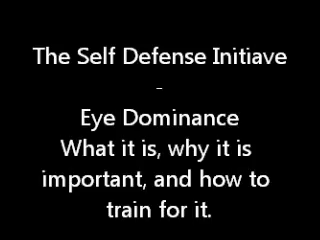 The Self Defense Initiave
-
Eye Dominance
What it is, why it is
important, and how to
train for it.